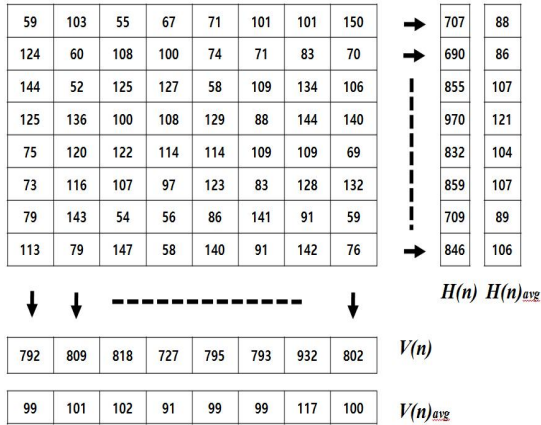 59 103 55 67 71 101 101 150 707 88
124 60 108 100 74 71 83 70 690 86
144 52 125 127 58 109 134 106 855 107
125 136 100 108 129 88 144 140 970 121
75 120 122 114 114 109 109 69 832 104
73 116 107 97 123 83 128 132 859 107
79 143 54 56 86 141 91 59 709 89
113 79 147 58 140 91 142 76 846 106
H(n) H(n)avg
792 809 818 727 795 793 932 802 V(n)
99 101 102 91 99 99 117 100 V(n)avg